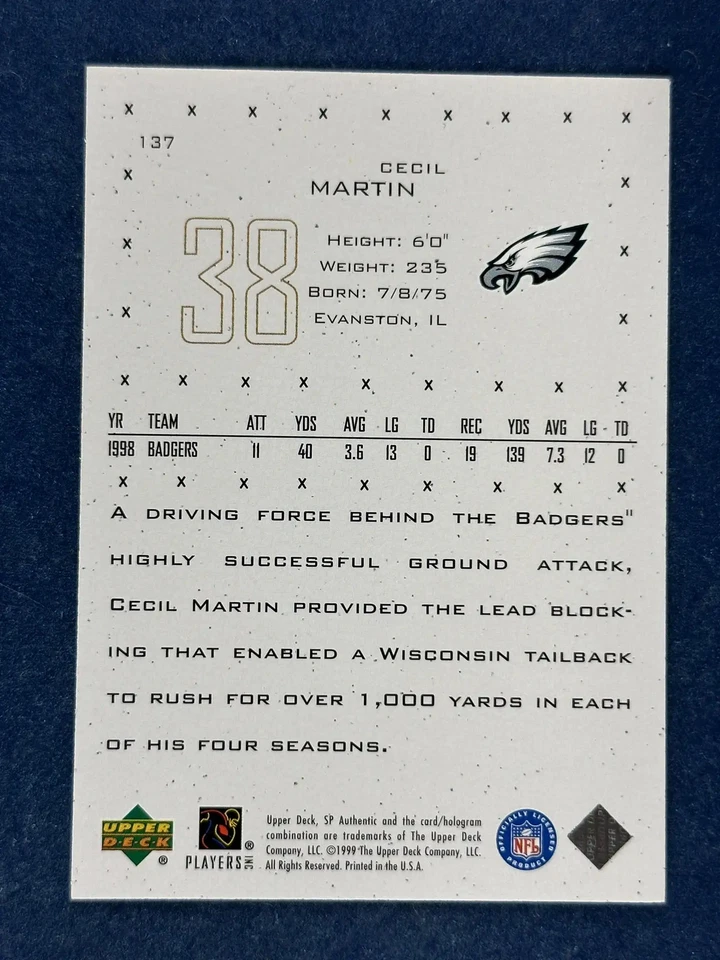 137
CECIL
MARTIN
38
HEIGHT: 6'0"
WEIGHT: 235
BORN: 7/8/75
EVANSTON, IL
YR TEAM ATT YDS AVG LG TD REC YDS AVG LG TD
1998 BADGERS 11 40 3.6 13 0 19 139 7.3 12 0
A DRIVING FORCE BEHIND THE BADGERS"
HIGHLY SUCCESSFUL GROUND ATTACK,
CECIL MARTIN PROVIDED THE LEAD BLOCK-
ING THAT ENABLED A WISCONSIN TAILBACK
TO RUSH FOR OVER 1,000 YARDS IN EACH
OF HIS FOUR SEASONS.
UPPER
DECK
®
PLAYERS INC ®
Upper Deck, SP Authentic and the card/hologram
combination are trademarks of The Upper Deck
Company, LLC. ©1999 The Upper Deck Company, LLC.
All Rights Reserved. Printed in the U.S.A.
OFFICIALLY LICENSED
NFL
PRODUCT